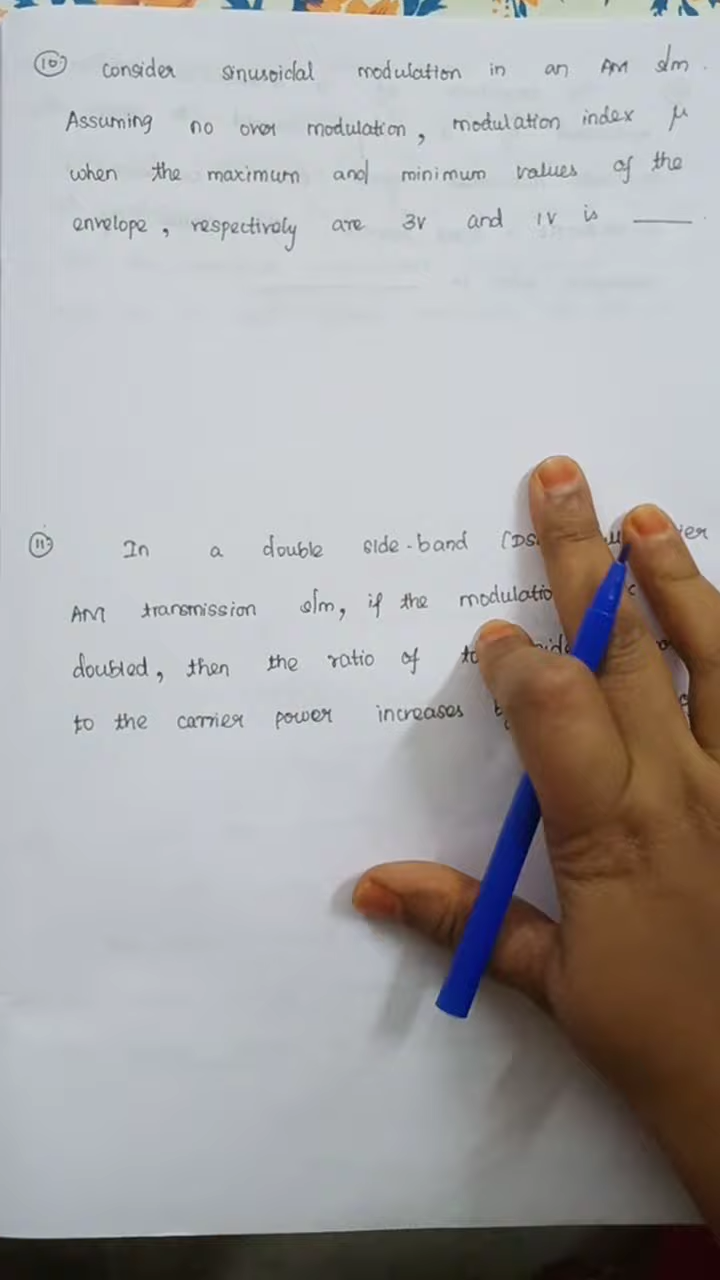 10. consider sinusoidal modulation in an AM s/m.
Assuming no over modulation, modulation index μ
when the maximum and minimum values of the
envelope, respectively are 3V and 1V is ____.
11. In a double side-band
AM transmission s/m, if the
doubled, then the ratio of
to the carrier power increases